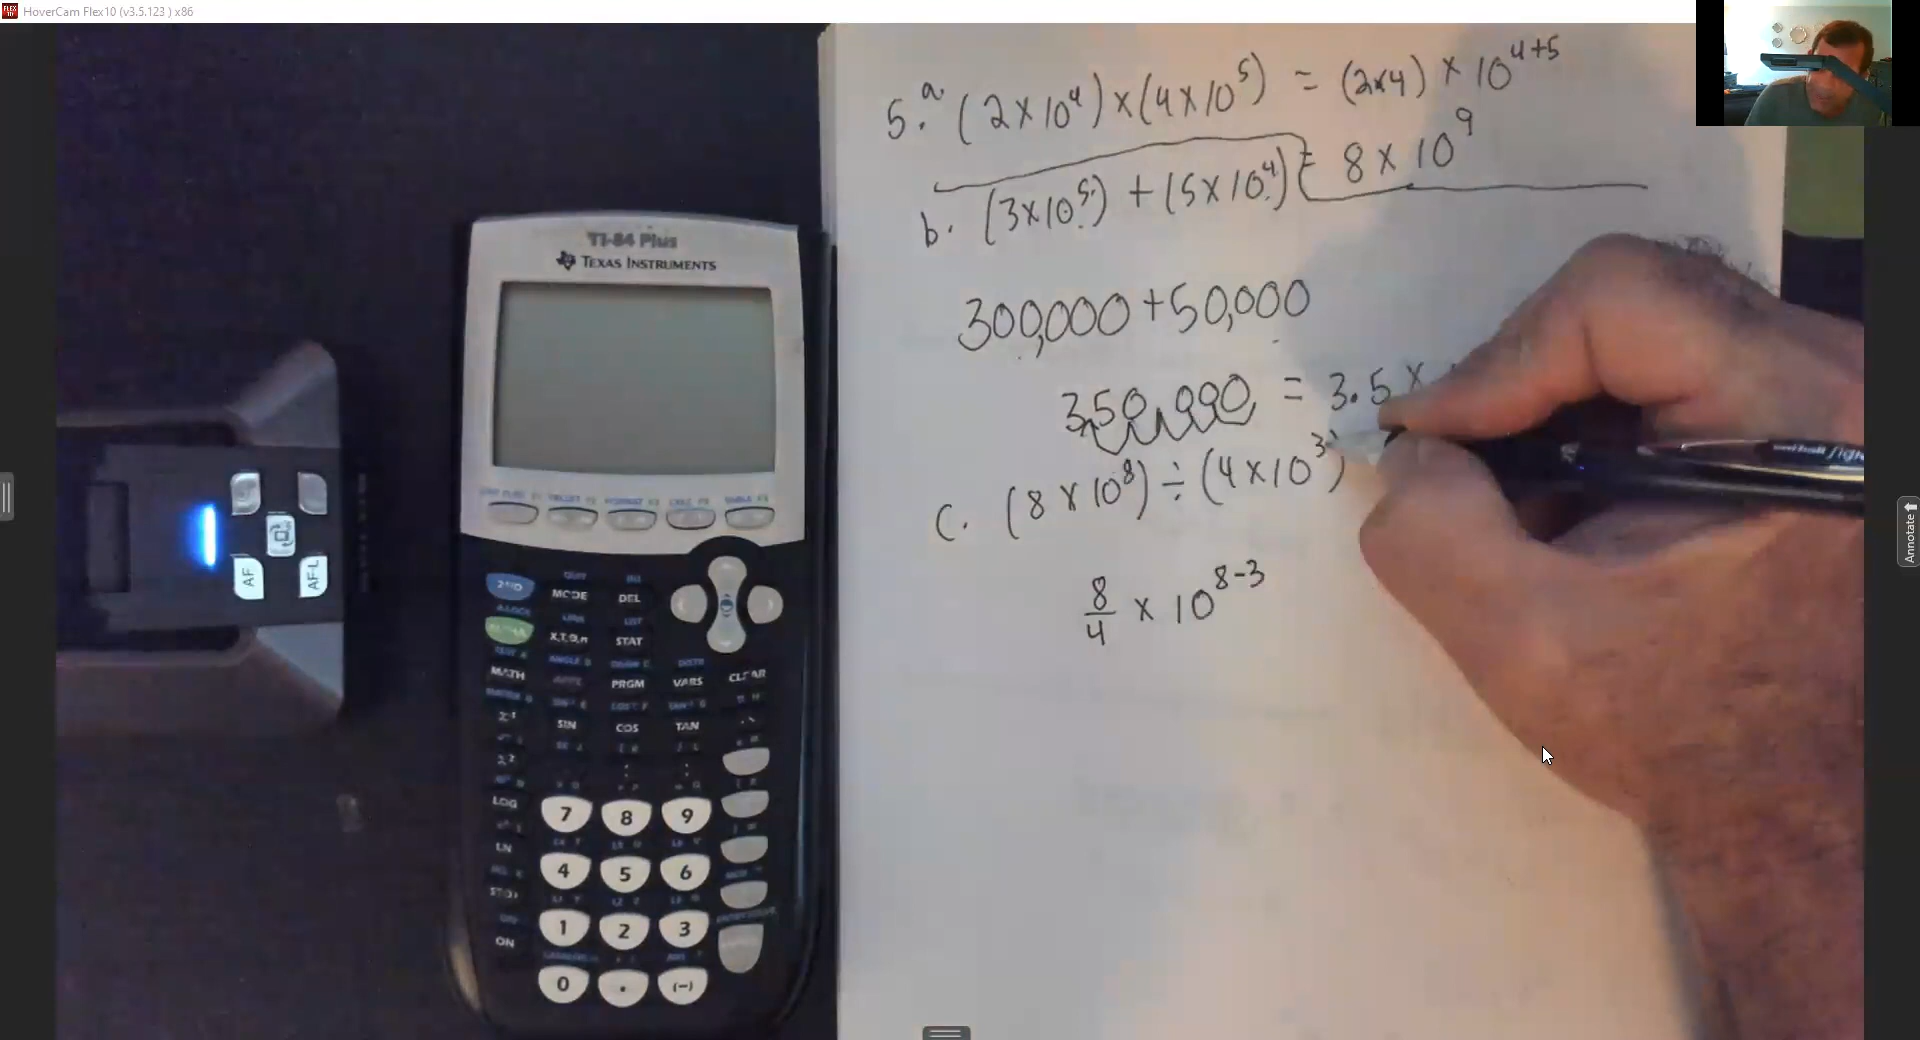 HoverCam Flex10 (v3.5.123 ) x86
5. a (2×10⁴)×(4×10⁵) = (2×4) × 10⁴⁺⁵
= 8 × 10⁹
b. (3×10⁵) + (5×10⁴)
300,000 + 50,000
350,000 = 3.5 ×
c. (8 × 10⁸) ÷ (4 × 10³)
8/4 × 10⁸⁻³
TI-84 Plus
TEXAS INSTRUMENTS
2ND MODE DEL
X,T,θ,n STAT
MATH PRGM VARS CLEAR
SIN COS TAN
LOG 7 8 9
LN 4 5 6
STO 1 2 3
ON 0 . (-)
AF AF-L
Annotate